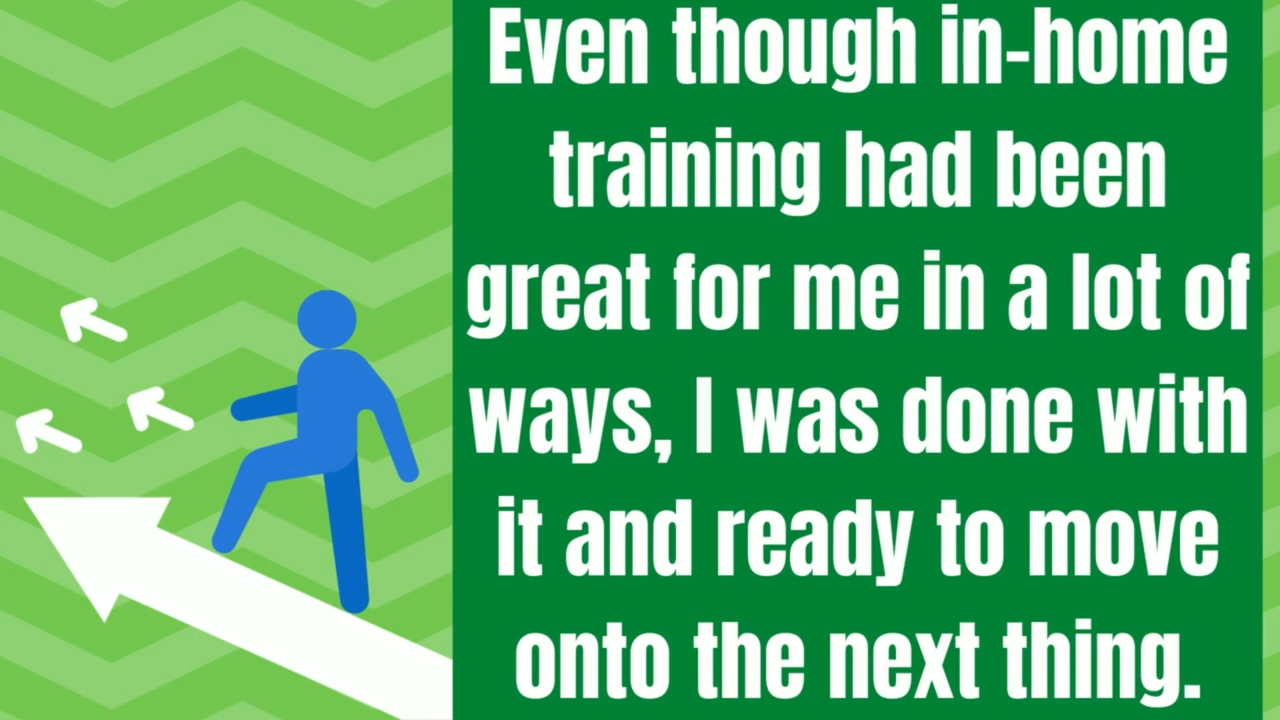 Even though in-home
training had been
great for me in a lot of
ways, I was done with
it and ready to move
onto the next thing.